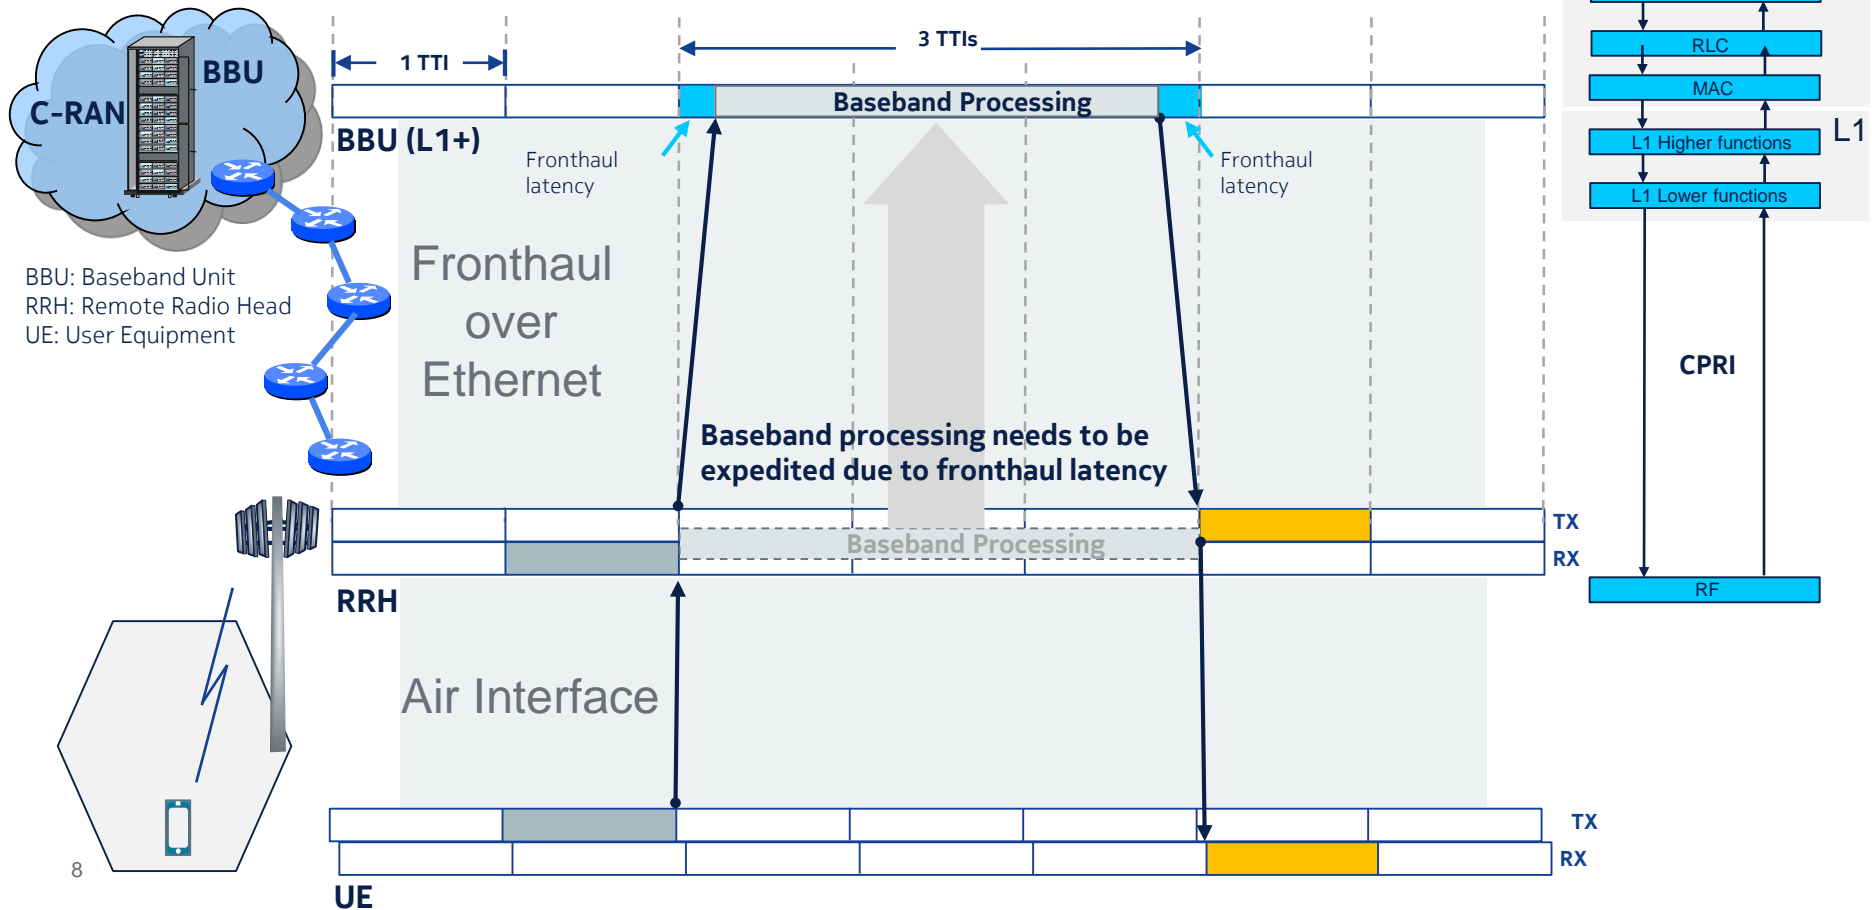 C-RAN
BBU
BBU: Baseband Unit
RRH: Remote Radio Head
UE: User Equipment
1 TTI
3 TTIs
Baseband Processing
BBU (L1+)
Fronthaul
latency
Fronthaul
latency
Fronthaul
over
Ethernet
Baseband processing needs to be
expedited due to fronthaul latency
Baseband Processing
TX
RX
RRH
Air Interface
TX
RX
UE
RLC
MAC
L1 Higher functions
L1
L1 Lower functions
CPRI
RF
8